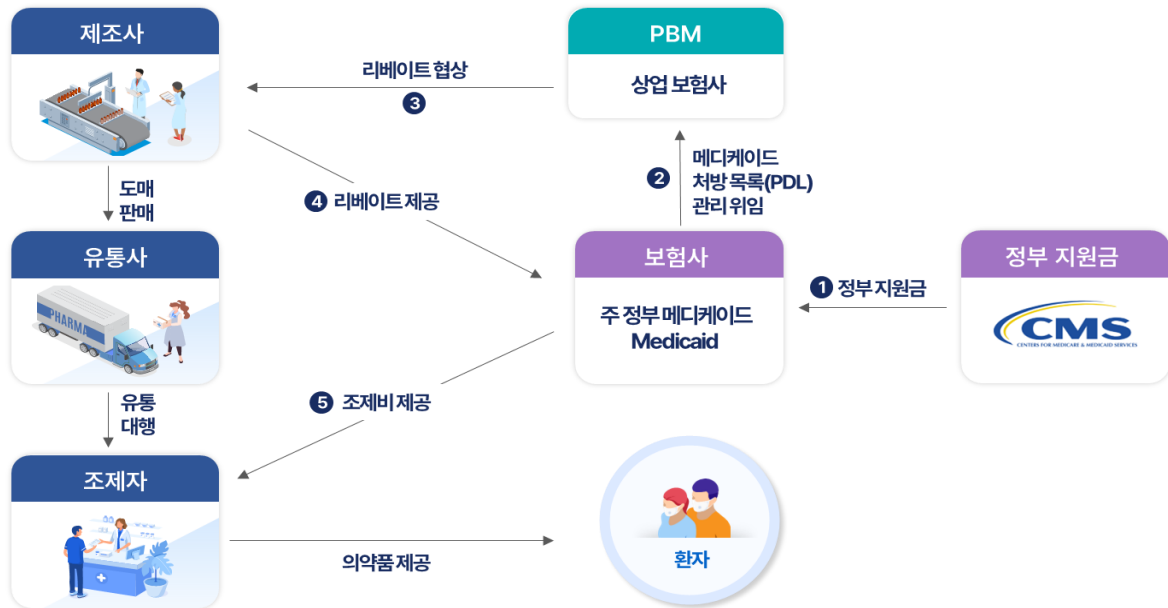 제조사
PBM
상업 보험사
리베이트 협상
3
도매
판매
4 리베이트 제공
2
메디케이드
처방 목록(PDL)
관리 위임
유통사
PHARMA
보험사
주 정부 메디케이드
Medicaid
1 정부 지원금
정부 지원금
CMS
CENTERS FOR MEDICARE & MEDICAID SERVICES
유통
대행
5 조제비 제공
조제자
의약품 제공
환자